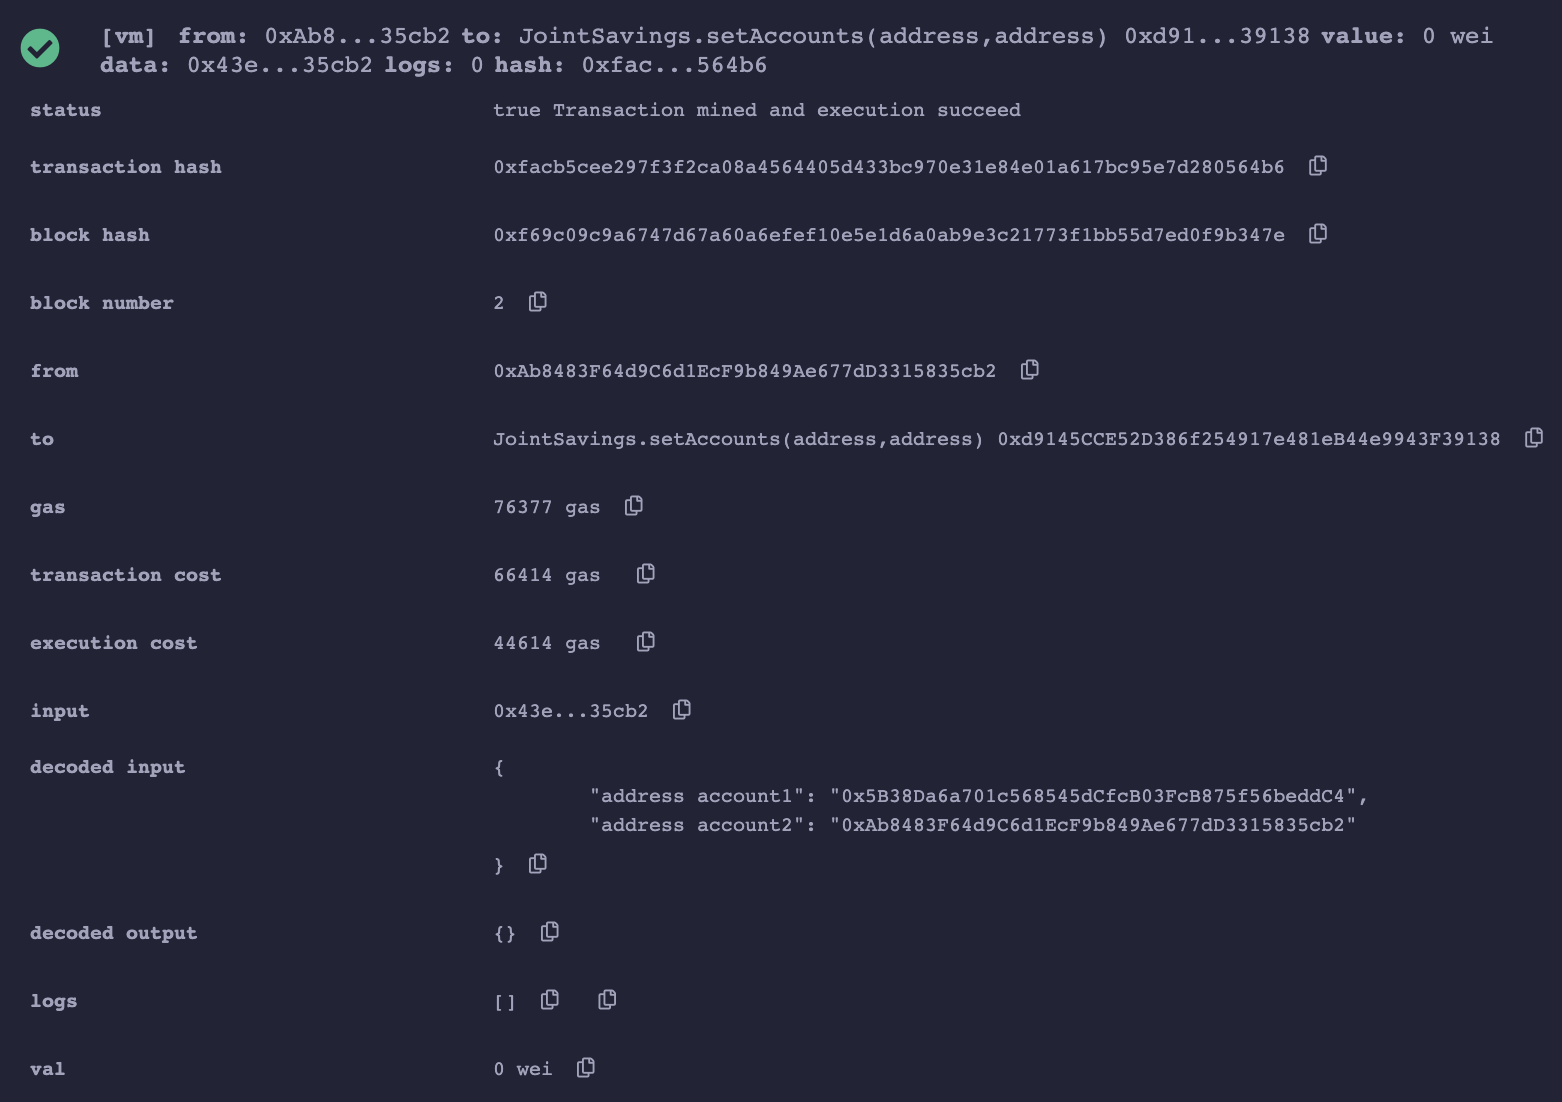 [vm] from: 0xAb8...35cb2 to: JointSavings.setAccounts(address,address) 0xd91...39138 value: 0 wei
data: 0x43e...35cb2 logs: 0 hash: 0xfac...564b6
status true Transaction mined and execution succeed
transaction hash 0xfacb5cee297f3f2ca08a4564405d433bc970e31e84e01a617bc95e7d280564b6
block hash 0xf69c09c9a6747d67a60a6efef10e5e1d6a0ab9e3c21773f1bb55d7ed0f9b347e
block number 2
from 0xAb8483F64d9C6d1EcF9b849Ae677dD3315835cb2
to JointSavings.setAccounts(address,address) 0xd9145CCE52D386f254917e481eB44e9943F39138
gas 76377 gas
transaction cost 66414 gas
execution cost 44614 gas
input 0x43e...35cb2
decoded input {
"address account1": "0x5B38Da6a701c568545dCfcB03FcB875f56beddC4",
"address account2": "0xAb8483F64d9C6d1EcF9b849Ae677dD3315835cb2"
}
decoded output {}
logs []
val 0 wei